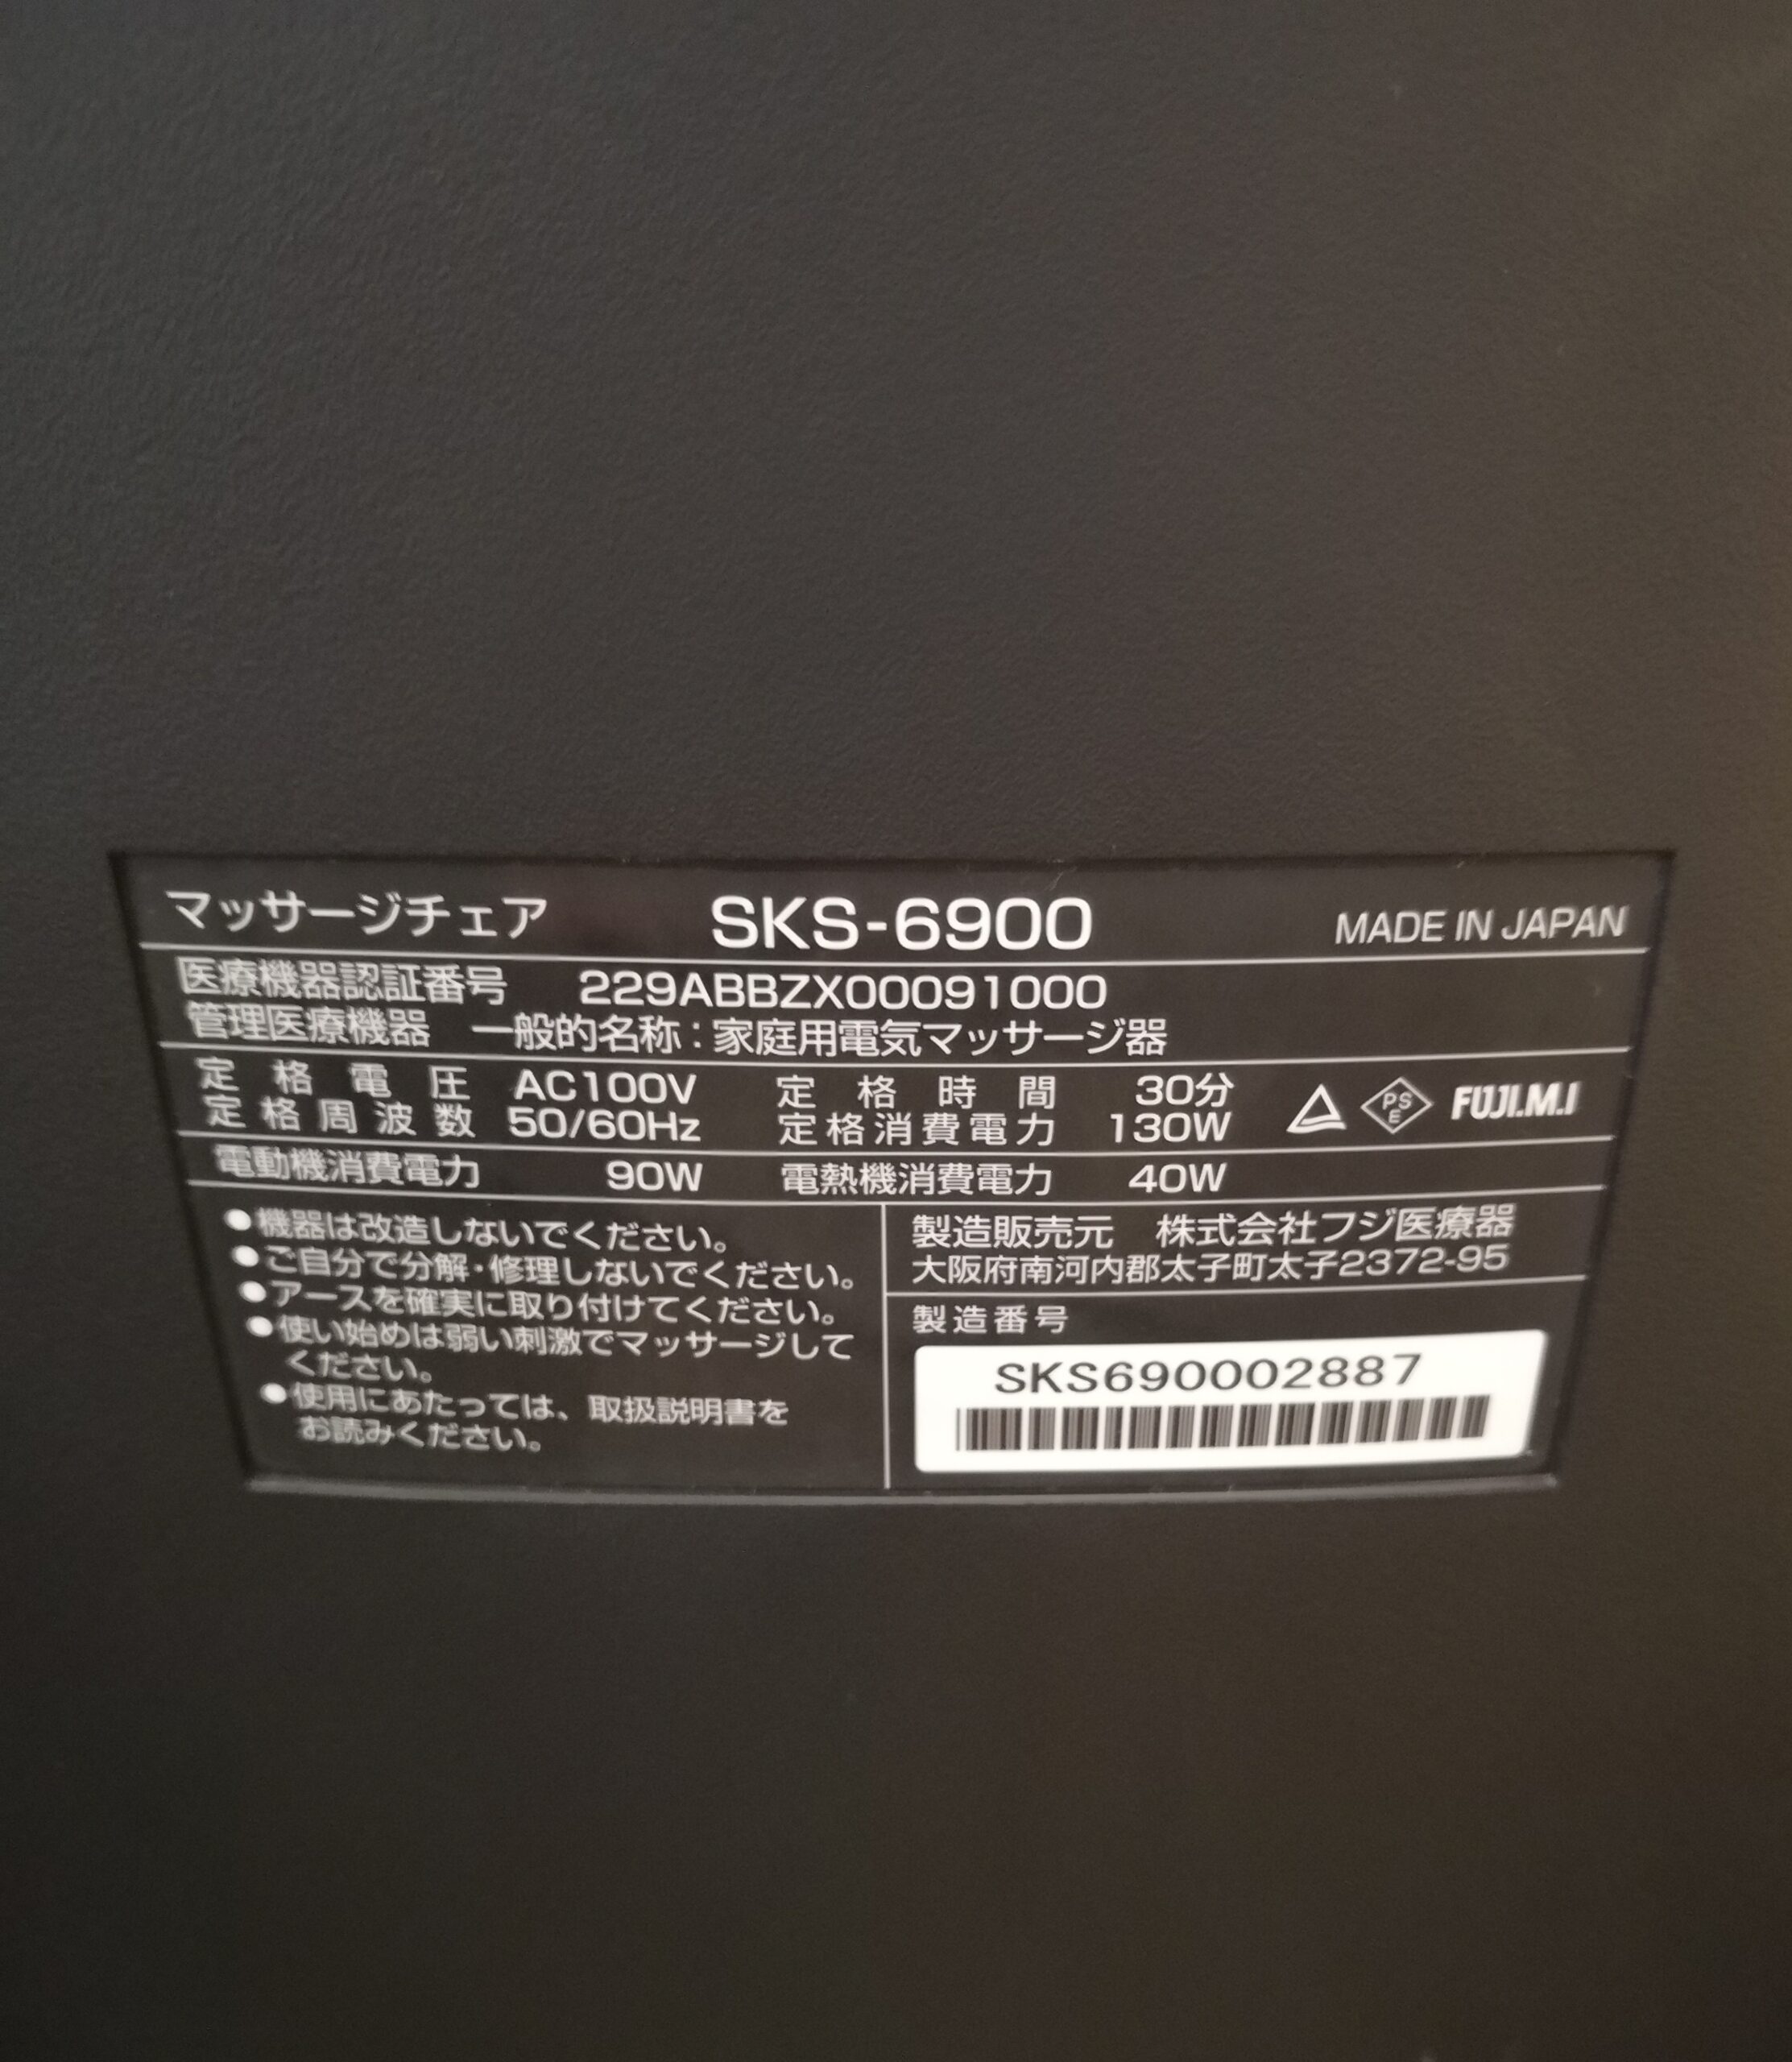 マッサージチェア SKS-6900 MADE IN JAPAN
医療機器認証番号 229ABBZX00091000
管理医療機器 一般的名称:家庭用電気マッサージ器
定格電圧 AC100V 定格時間 30分
定格周波数 50/60Hz 定格消費電力 130W
PS
E
FUJI.M.I
電動機消費電力 90W 電熱機消費電力 40W
●機器は改造しないでください。
●ご自分で分解・修理しないでください。
●アースを確実に取り付けてください。
●使い始めは弱い刺激でマッサージして
ください。
●使用にあたっては、取扱説明書を
お読みください。
製造販売元 株式会社フジ医療器
大阪府南河内郡太子町太子2372-95
製造番号
SKS690002887